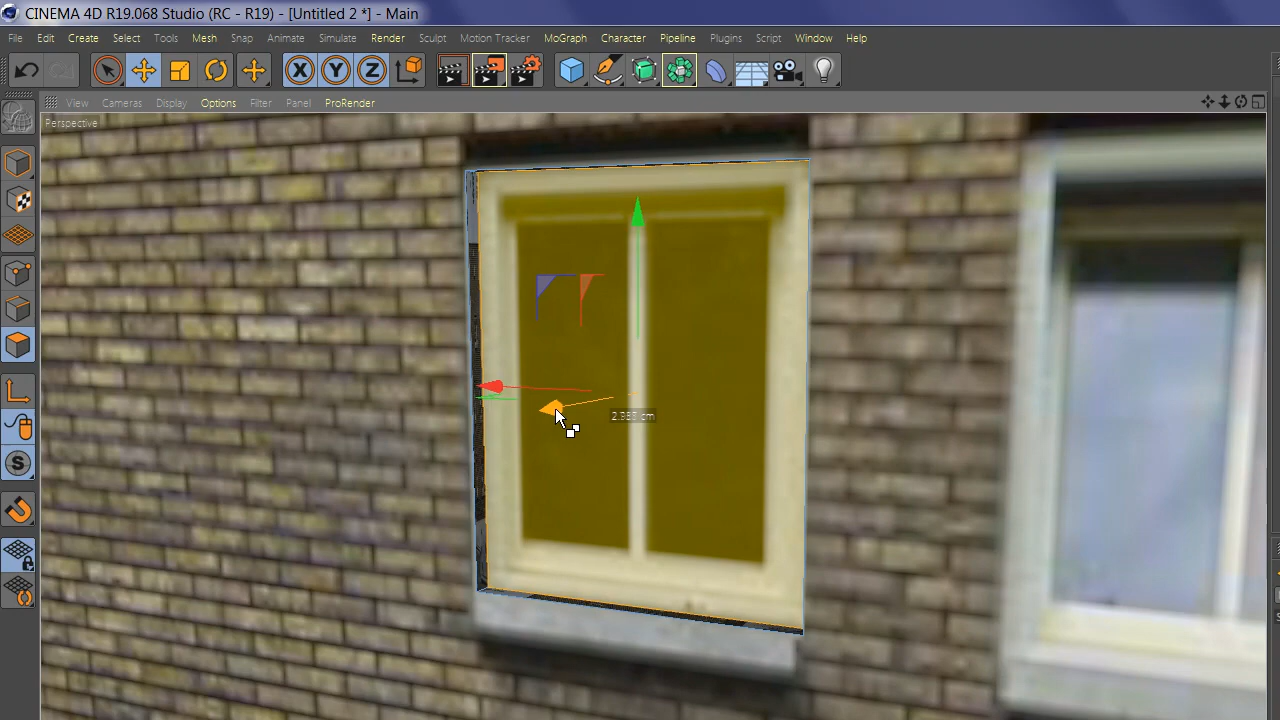 CINEMA 4D R19.068 Studio (RC - R19) - [Untitled 2 *] - Main
File Edit Create Select Tools Mesh Snap Animate Simulate Render Sculpt Motion Tracker MoGraph Character Pipeline Plugins Script Window Help
X Y Z
View Cameras Display Options Filter Panel ProRender
Perspective
S